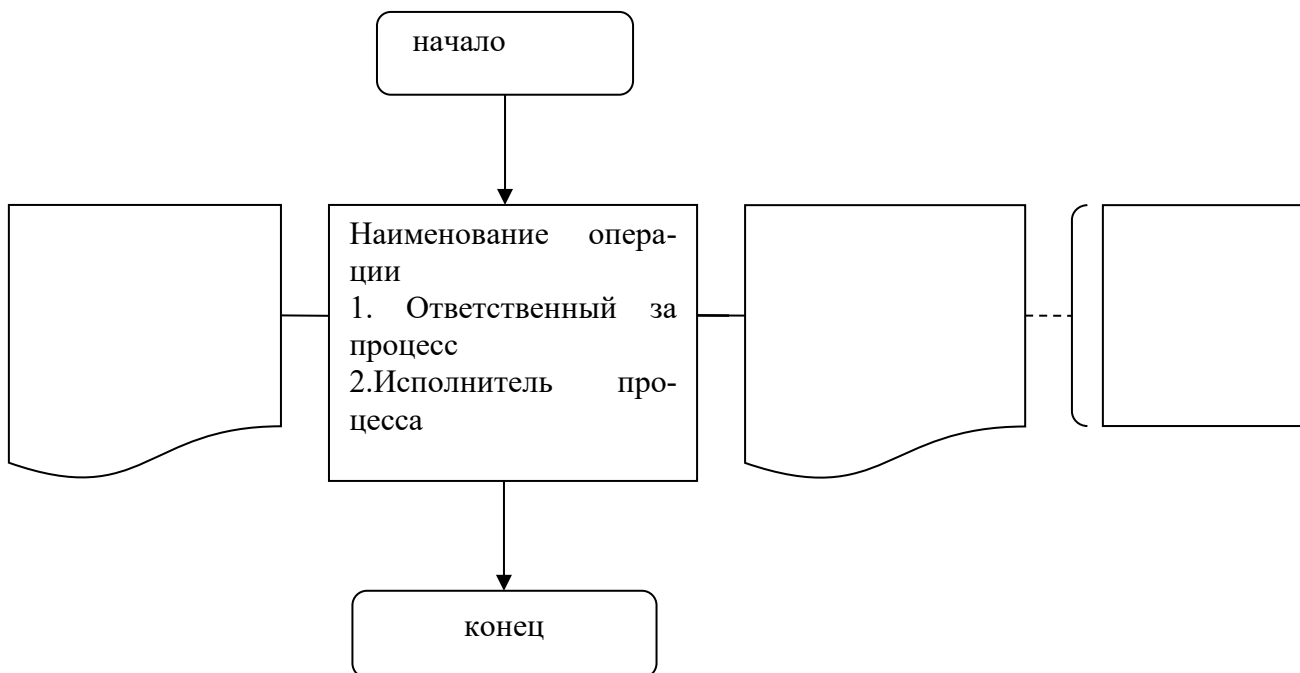 начало
Наименование опера-
ции
1. Ответственный за
процесс
2.Исполнитель про-
цесса
конец